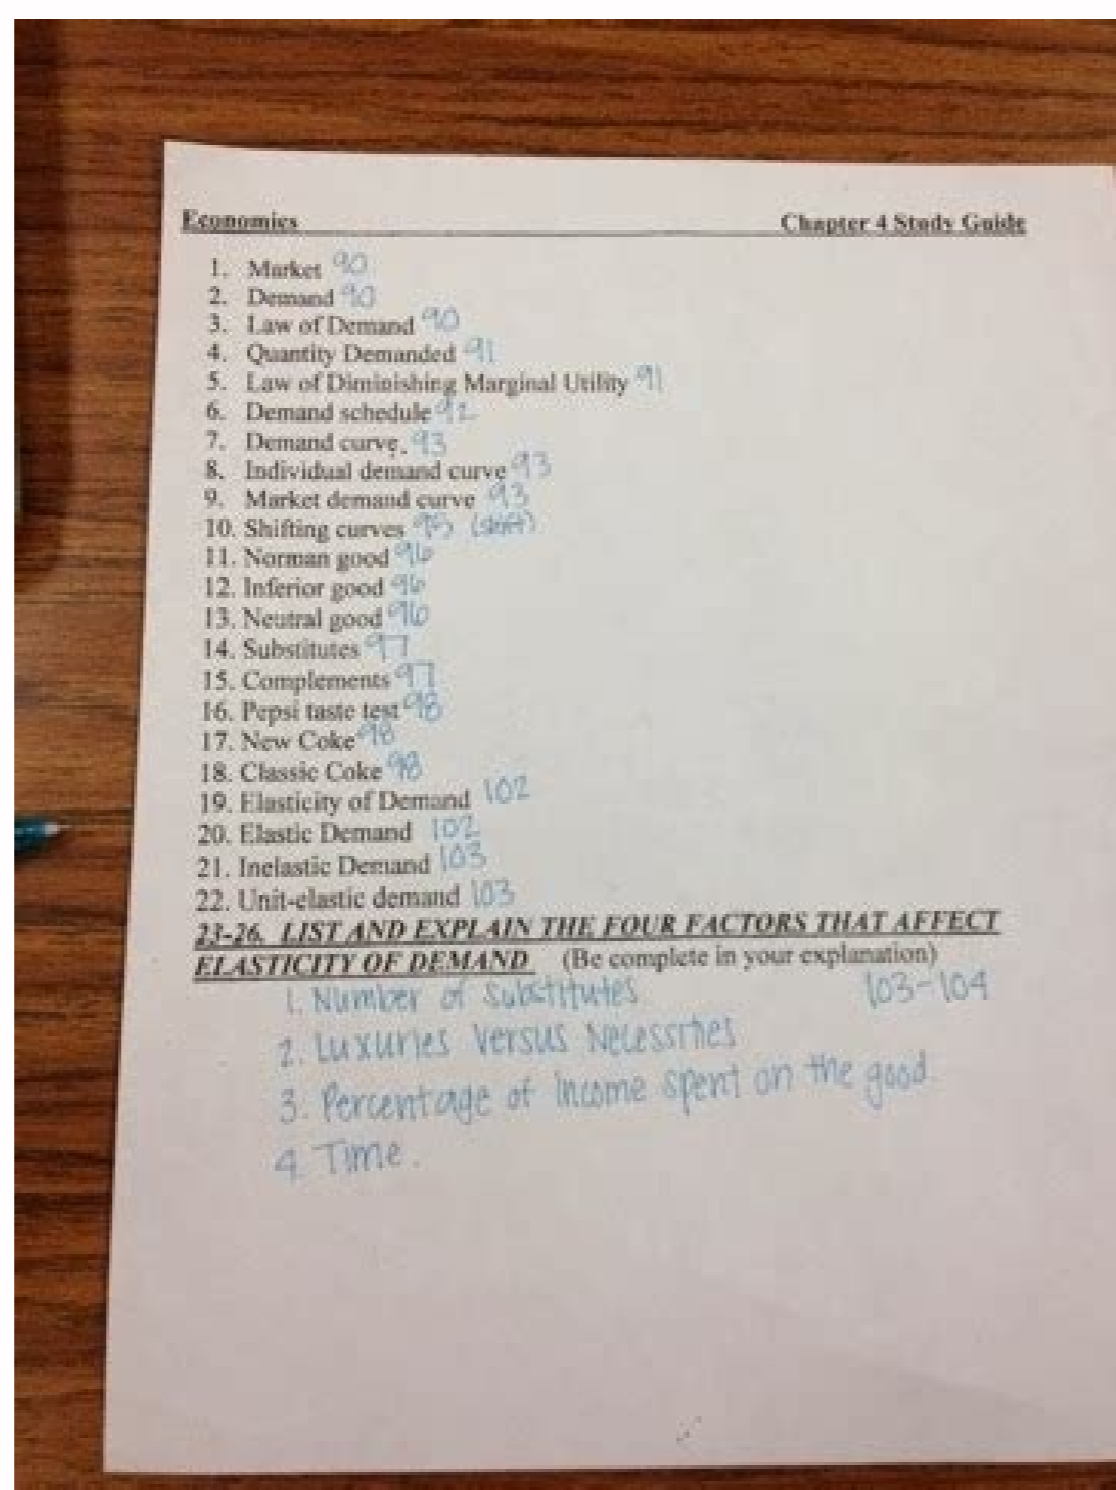 Economics Chapter 4 Study Guide
1. Market 90
2. Demand 90
3. Law of Demand 90
4. Quantity Demanded 91
5. Law of Diminishing Marginal Utility 91
6. Demand schedule 92
7. Demand curve. 93
8. Individual demand curve 93
9. Market demand curve 93
10. Shifting curves 95 (shift)
11. Norman good 96
12. Inferior good 96
13. Neutral good 96
14. Substitutes 97
15. Complements 97
16. Pepsi taste test 98
17. New Coke 98
18. Classic Coke 98
19. Elasticity of Demand 102
20. Elastic Demand 102
21. Inelastic Demand 103
22. Unit-elastic demand 103
23-26. LIST AND EXPLAIN THE FOUR FACTORS THAT AFFECT
ELASTICITY OF DEMAND (Be complete in your explanation)
1. Number of Substitutes 103-104
2. Luxuries Versus Necessities
3. Percentage of Income spent on the good.
4. Time.